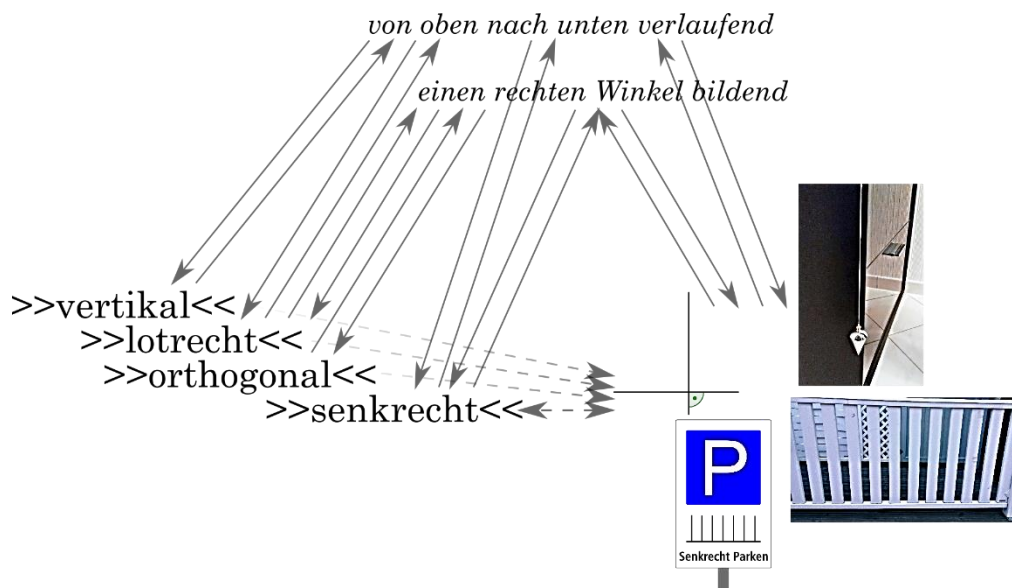 von oben nach unten verlaufend
einen rechten Winkel bildend
>>vertikal<<
>>lotrecht<<
>>orthogonal<<
>>senkrecht<<
P
Senkrecht Parken